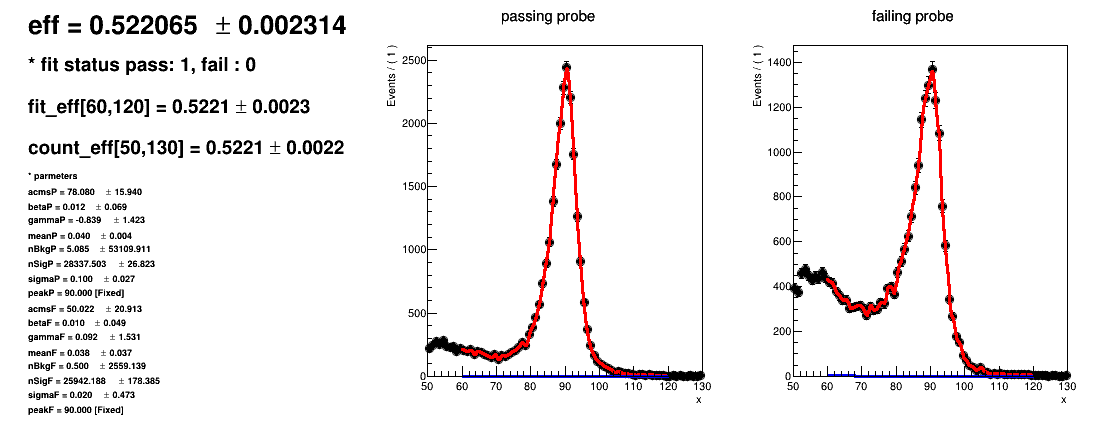 eff = 0.522065 ± 0.002314
* fit status pass: 1, fail : 0
fit_eff[60,120] = 0.5221 ± 0.0023
count_eff[50,130] = 0.5221 ± 0.0022
* parmeters
acmsP = 78.080 ± 15.940
betaP = 0.012 ± 0.069
gammaP = -0.839 ± 1.423
meanP = 0.040 ± 0.004
nBkgP = 5.085 ± 53109.911
nSigP = 28337.503 ± 26.823
sigmaP = 0.100 ± 0.027
peakP = 90.000 [Fixed]
acmsF = 50.022 ± 20.913
betaF = 0.010 ± 0.049
gammaF = 0.092 ± 1.531
meanF = 0.038 ± 0.037
nBkgF = 0.500 ± 2559.139
nSigF = 25942.188 ± 178.385
sigmaF = 0.020 ± 0.473
peakF = 90.000 [Fixed]
passing probe
Events / ( 1 )
2500
2000
1500
1000
500
0
50 60 70 80 90 100 110 120 130
x
failing probe
Events / ( 1 )
1400
1200
1000
800
600
400
200
0
50 60 70 80 90 100 110 120 130
x